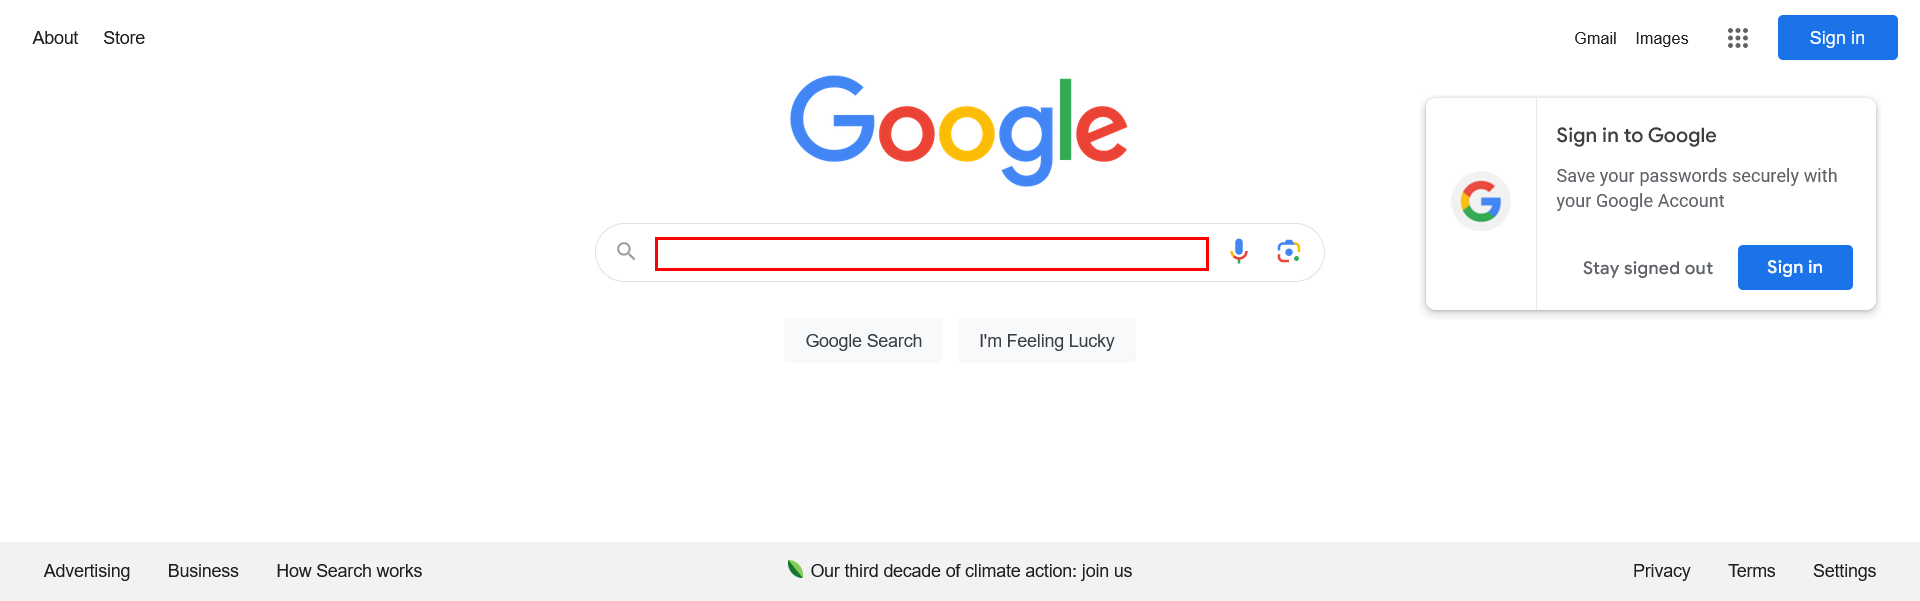 About Store
Gmail Images Sign in
Google
Sign in to Google
Save your passwords securely with
your Google Account
Stay signed out Sign in
Google Search I'm Feeling Lucky
Advertising Business How Search works
Our third decade of climate action: join us
Privacy Terms Settings